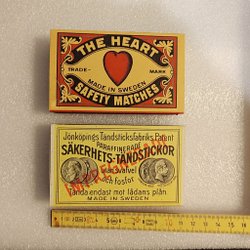 THE HEART
TRADE MARK
MADE IN SWEDEN
SAFETY MATCHES
Jönköpings Tändsticksfabriks Patent
PARAFFINERADE
SÄKERHETS-TÄNDSTICKOR
utan svafvel
och fosfor
Tända endast mot lådans plån
MADE IN SWEDEN